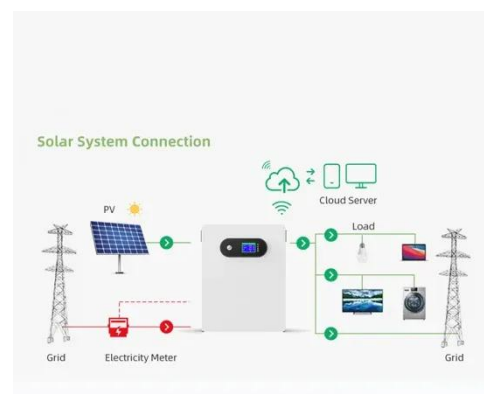 Solar System Connection
Cloud Server
PV
Load
Grid
Electricity Meter
Grid